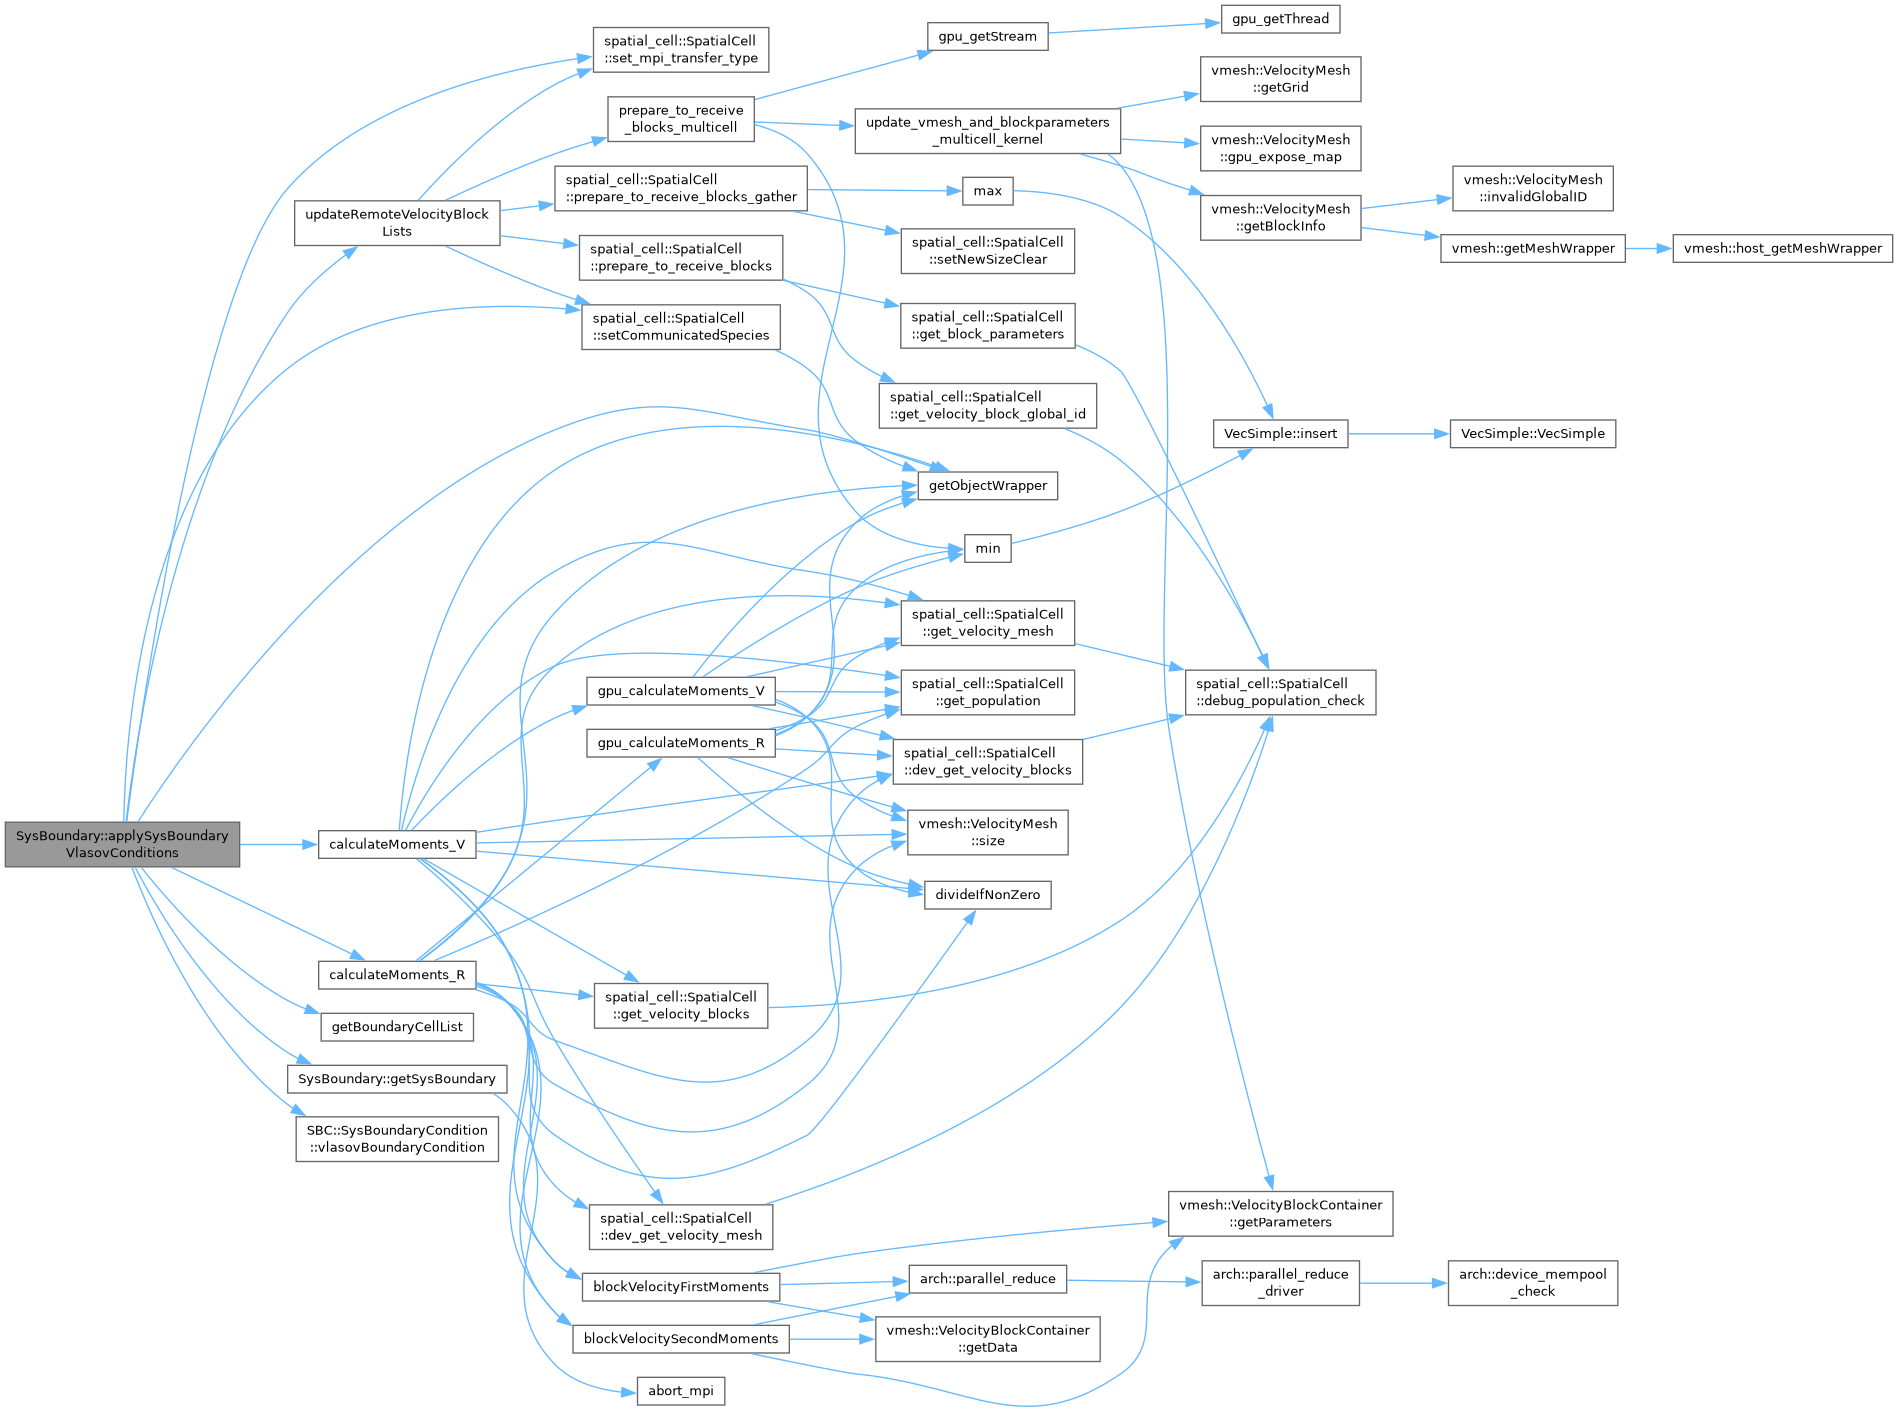 SysBoundary::applySysBoundary
VlasovConditions
spatial_cell::SpatialCell
::set_mpi_transfer_type
updateRemoteVelocityBlock
Lists
prepare_to_receive
_blocks_multicell
spatial_cell::SpatialCell
::prepare_to_receive_blocks_gather
spatial_cell::SpatialCell
::prepare_to_receive_blocks
spatial_cell::SpatialCell
::setCommunicatedSpecies
gpu_getStream
gpu_getThread
update_vmesh_and_blockparameters
_multicell_kernel
vmesh::VelocityMesh
::getGrid
vmesh::VelocityMesh
::gpu_expose_map
vmesh::VelocityMesh
::getBlockInfo
vmesh::VelocityMesh
::invalidGlobalID
vmesh::getMeshWrapper
vmesh::host_getMeshWrapper
max
spatial_cell::SpatialCell
::setNewSizeClear
spatial_cell::SpatialCell
::get_block_parameters
spatial_cell::SpatialCell
::get_velocity_block_global_id
VecSimple::insert
VecSimple::VecSimple
getObjectWrapper
min
spatial_cell::SpatialCell
::get_velocity_mesh
spatial_cell::SpatialCell
::get_population
spatial_cell::SpatialCell
::debug_population_check
gpu_calculateMoments_V
gpu_calculateMoments_R
spatial_cell::SpatialCell
::dev_get_velocity_blocks
vmesh::VelocityMesh
::size
divideIfNonZero
calculateMoments_V
calculateMoments_R
spatial_cell::SpatialCell
::get_velocity_blocks
getBoundaryCellList
SysBoundary::getSysBoundary
SBC::SysBoundaryCondition
::vlasovBoundaryCondition
spatial_cell::SpatialCell
::dev_get_velocity_mesh
blockVelocityFirstMoments
blockVelocitySecondMoments
abort_mpi
arch::parallel_reduce
vmesh::VelocityBlockContainer
::getData
vmesh::VelocityBlockContainer
::getParameters
arch::parallel_reduce
_driver
arch::device_mempool
_check